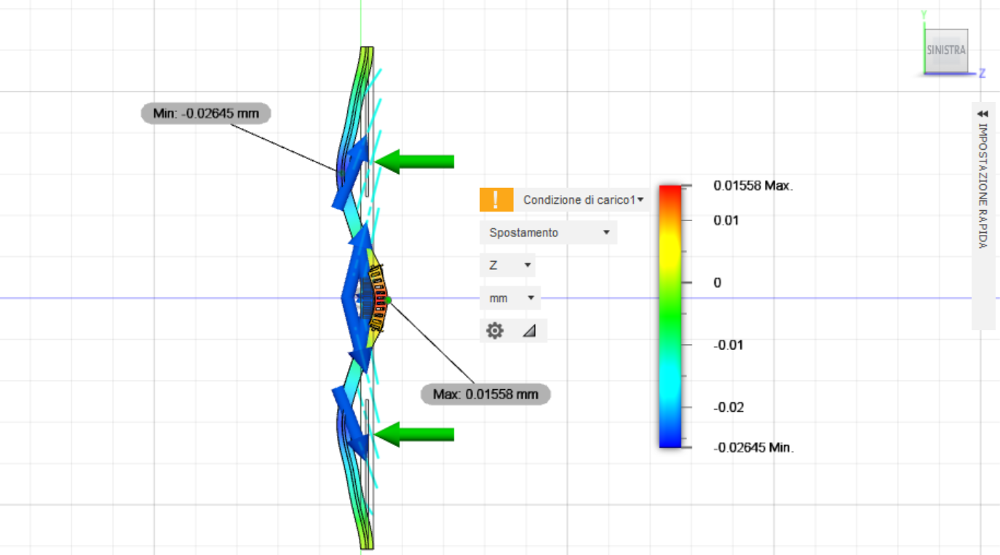 Y
SINISTRA
Z
Min: -0.02645 mm
IMPOSTAZIONE RAPIDA
Condizione di carico1
Spostamento
Z
mm
0.01558 Max.
0.01
0
-0.01
-0.02
-0.02645 Min.
Max: 0.01558 mm